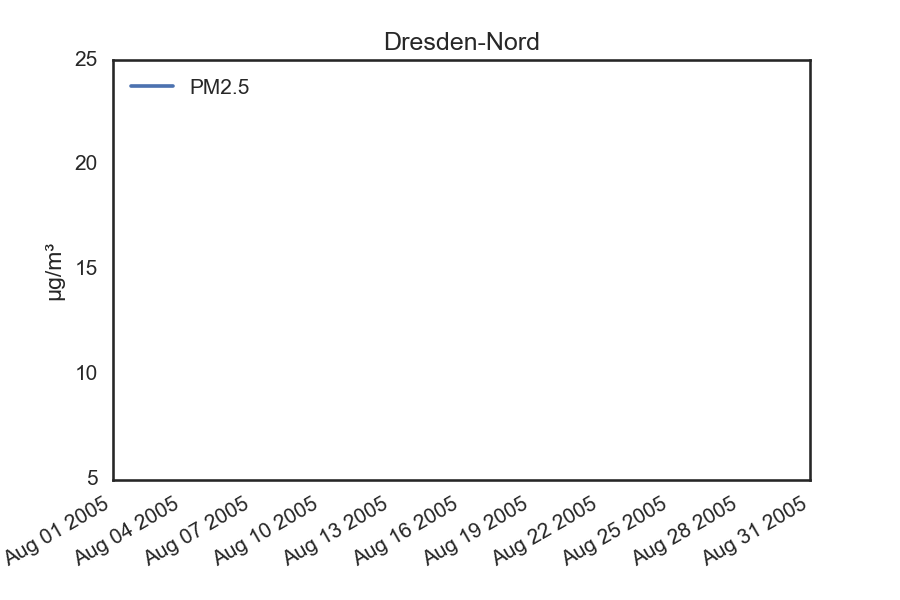 Dresden-Nord
PM2.5
µg/m³
25
20
15
10
5
Aug 01 2005
Aug 04 2005
Aug 07 2005
Aug 10 2005
Aug 13 2005
Aug 16 2005
Aug 19 2005
Aug 22 2005
Aug 25 2005
Aug 28 2005
Aug 31 2005